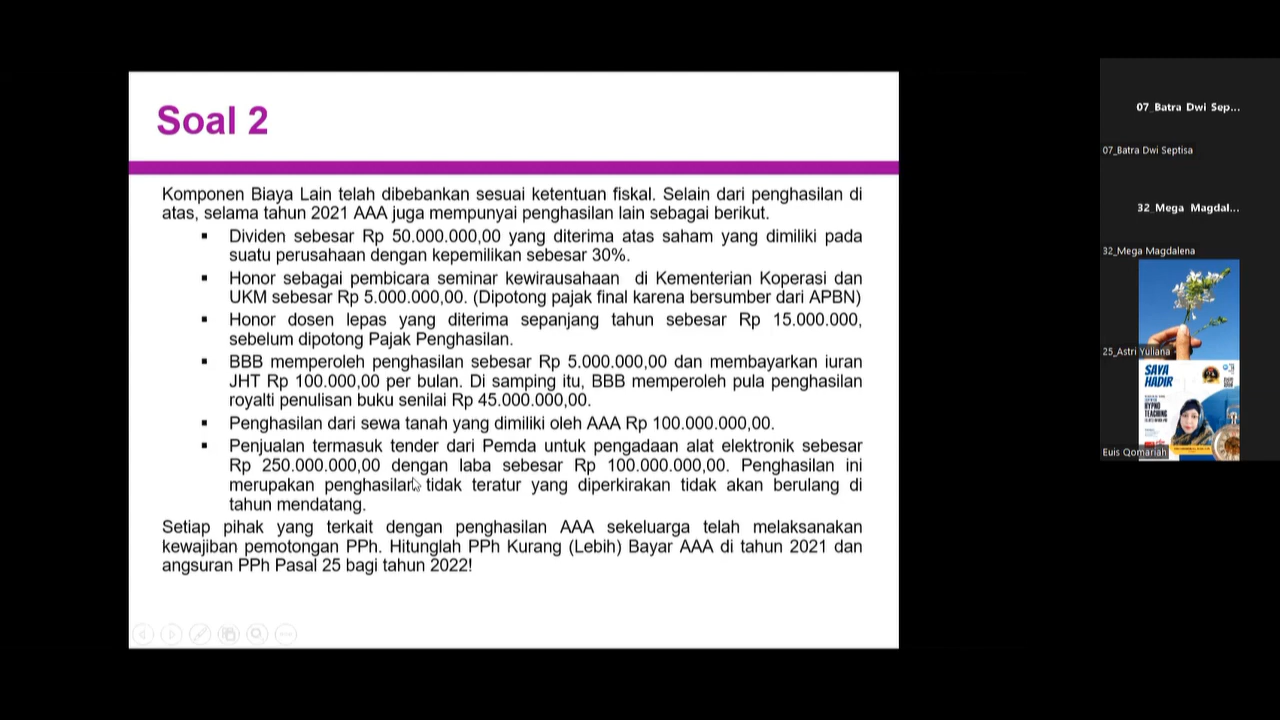 Soal 2
Komponen Biaya Lain telah dibebankan sesuai ketentuan fiskal. Selain dari penghasilan di
atas, selama tahun 2021 AAA juga mempunyai penghasilan lain sebagai berikut.
▪ Dividen sebesar Rp 50.000.000,00 yang diterima atas saham yang dimiliki pada
suatu perusahaan dengan kepemilikan sebesar 30%.
▪ Honor sebagai pembicara seminar kewirausahaan di Kementerian Koperasi dan
UKM sebesar Rp 5.000.000,00. (Dipotong pajak final karena bersumber dari APBN)
▪ Honor dosen lepas yang diterima sepanjang tahun sebesar Rp 15.000.000,
sebelum dipotong Pajak Penghasilan.
▪ BBB memperoleh penghasilan sebesar Rp 5.000.000,00 dan membayarkan iuran
JHT Rp 100.000,00 per bulan. Di samping itu, BBB memperoleh pula penghasilan
royalti penulisan buku senilai Rp 45.000.000,00.
▪ Penghasilan dari sewa tanah yang dimiliki oleh AAA Rp 100.000.000,00.
▪ Penjualan termasuk tender dari Pemda untuk pengadaan alat elektronik sebesar
Rp 250.000.000,00 dengan laba sebesar Rp 100.000.000,00. Penghasilan ini
merupakan penghasilan tidak teratur yang diperkirakan tidak akan berulang di
tahun mendatang.
Setiap pihak yang terkait dengan penghasilan AAA sekeluarga telah melaksanakan
kewajiban pemotongan PPh. Hitunglah PPh Kurang (Lebih) Bayar AAA di tahun 2021 dan
angsuran PPh Pasal 25 bagi tahun 2022!
07_Batra Dwi Sep...
07_Batra Dwi Septisa
32_Mega Magdal...
32_Mega Magdalena
25_Astri Yuliana
SAYA
HADIR
HYPNO
TEACHING
Euis Qomariah